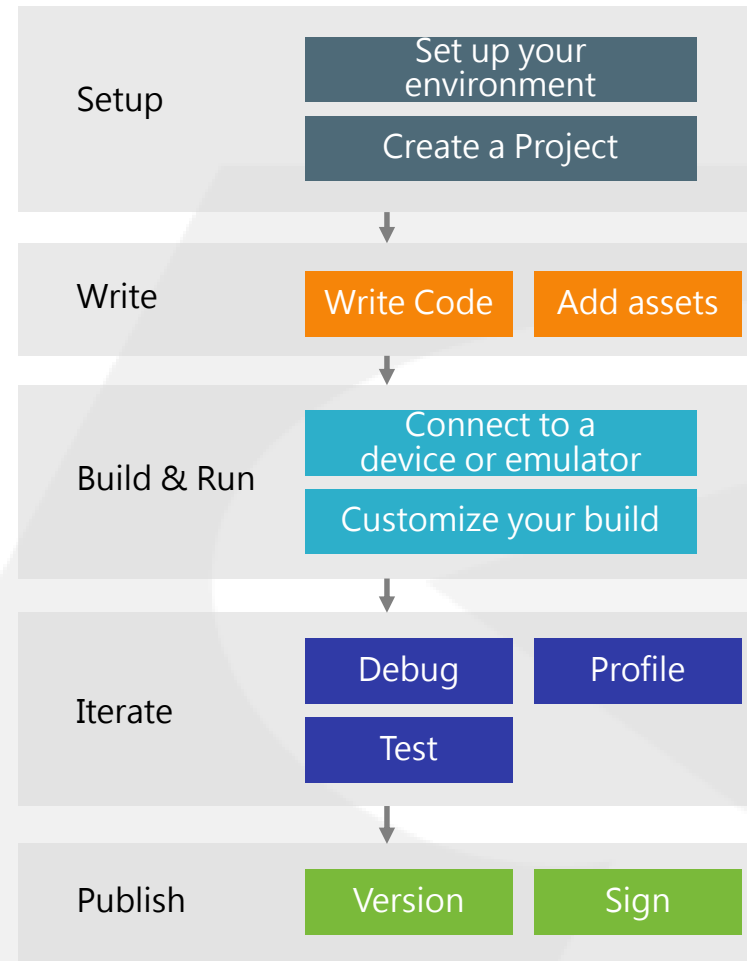 Setup
Set up your
environment
Create a Project
Write
Write Code
Add assets
Build & Run
Connect to a
device or emulator
Customize your build
Iterate
Debug
Profile
Test
Publish
Version
Sign